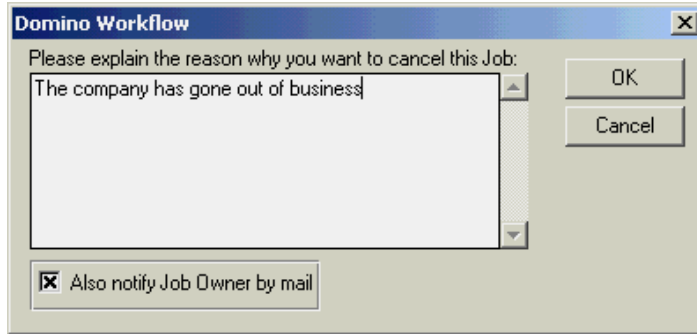 Domino Workflow
Please explain the reason why you want to cancel this Job:
The company has gone out of business
OK
Cancel
Also notify Job Owner by mail